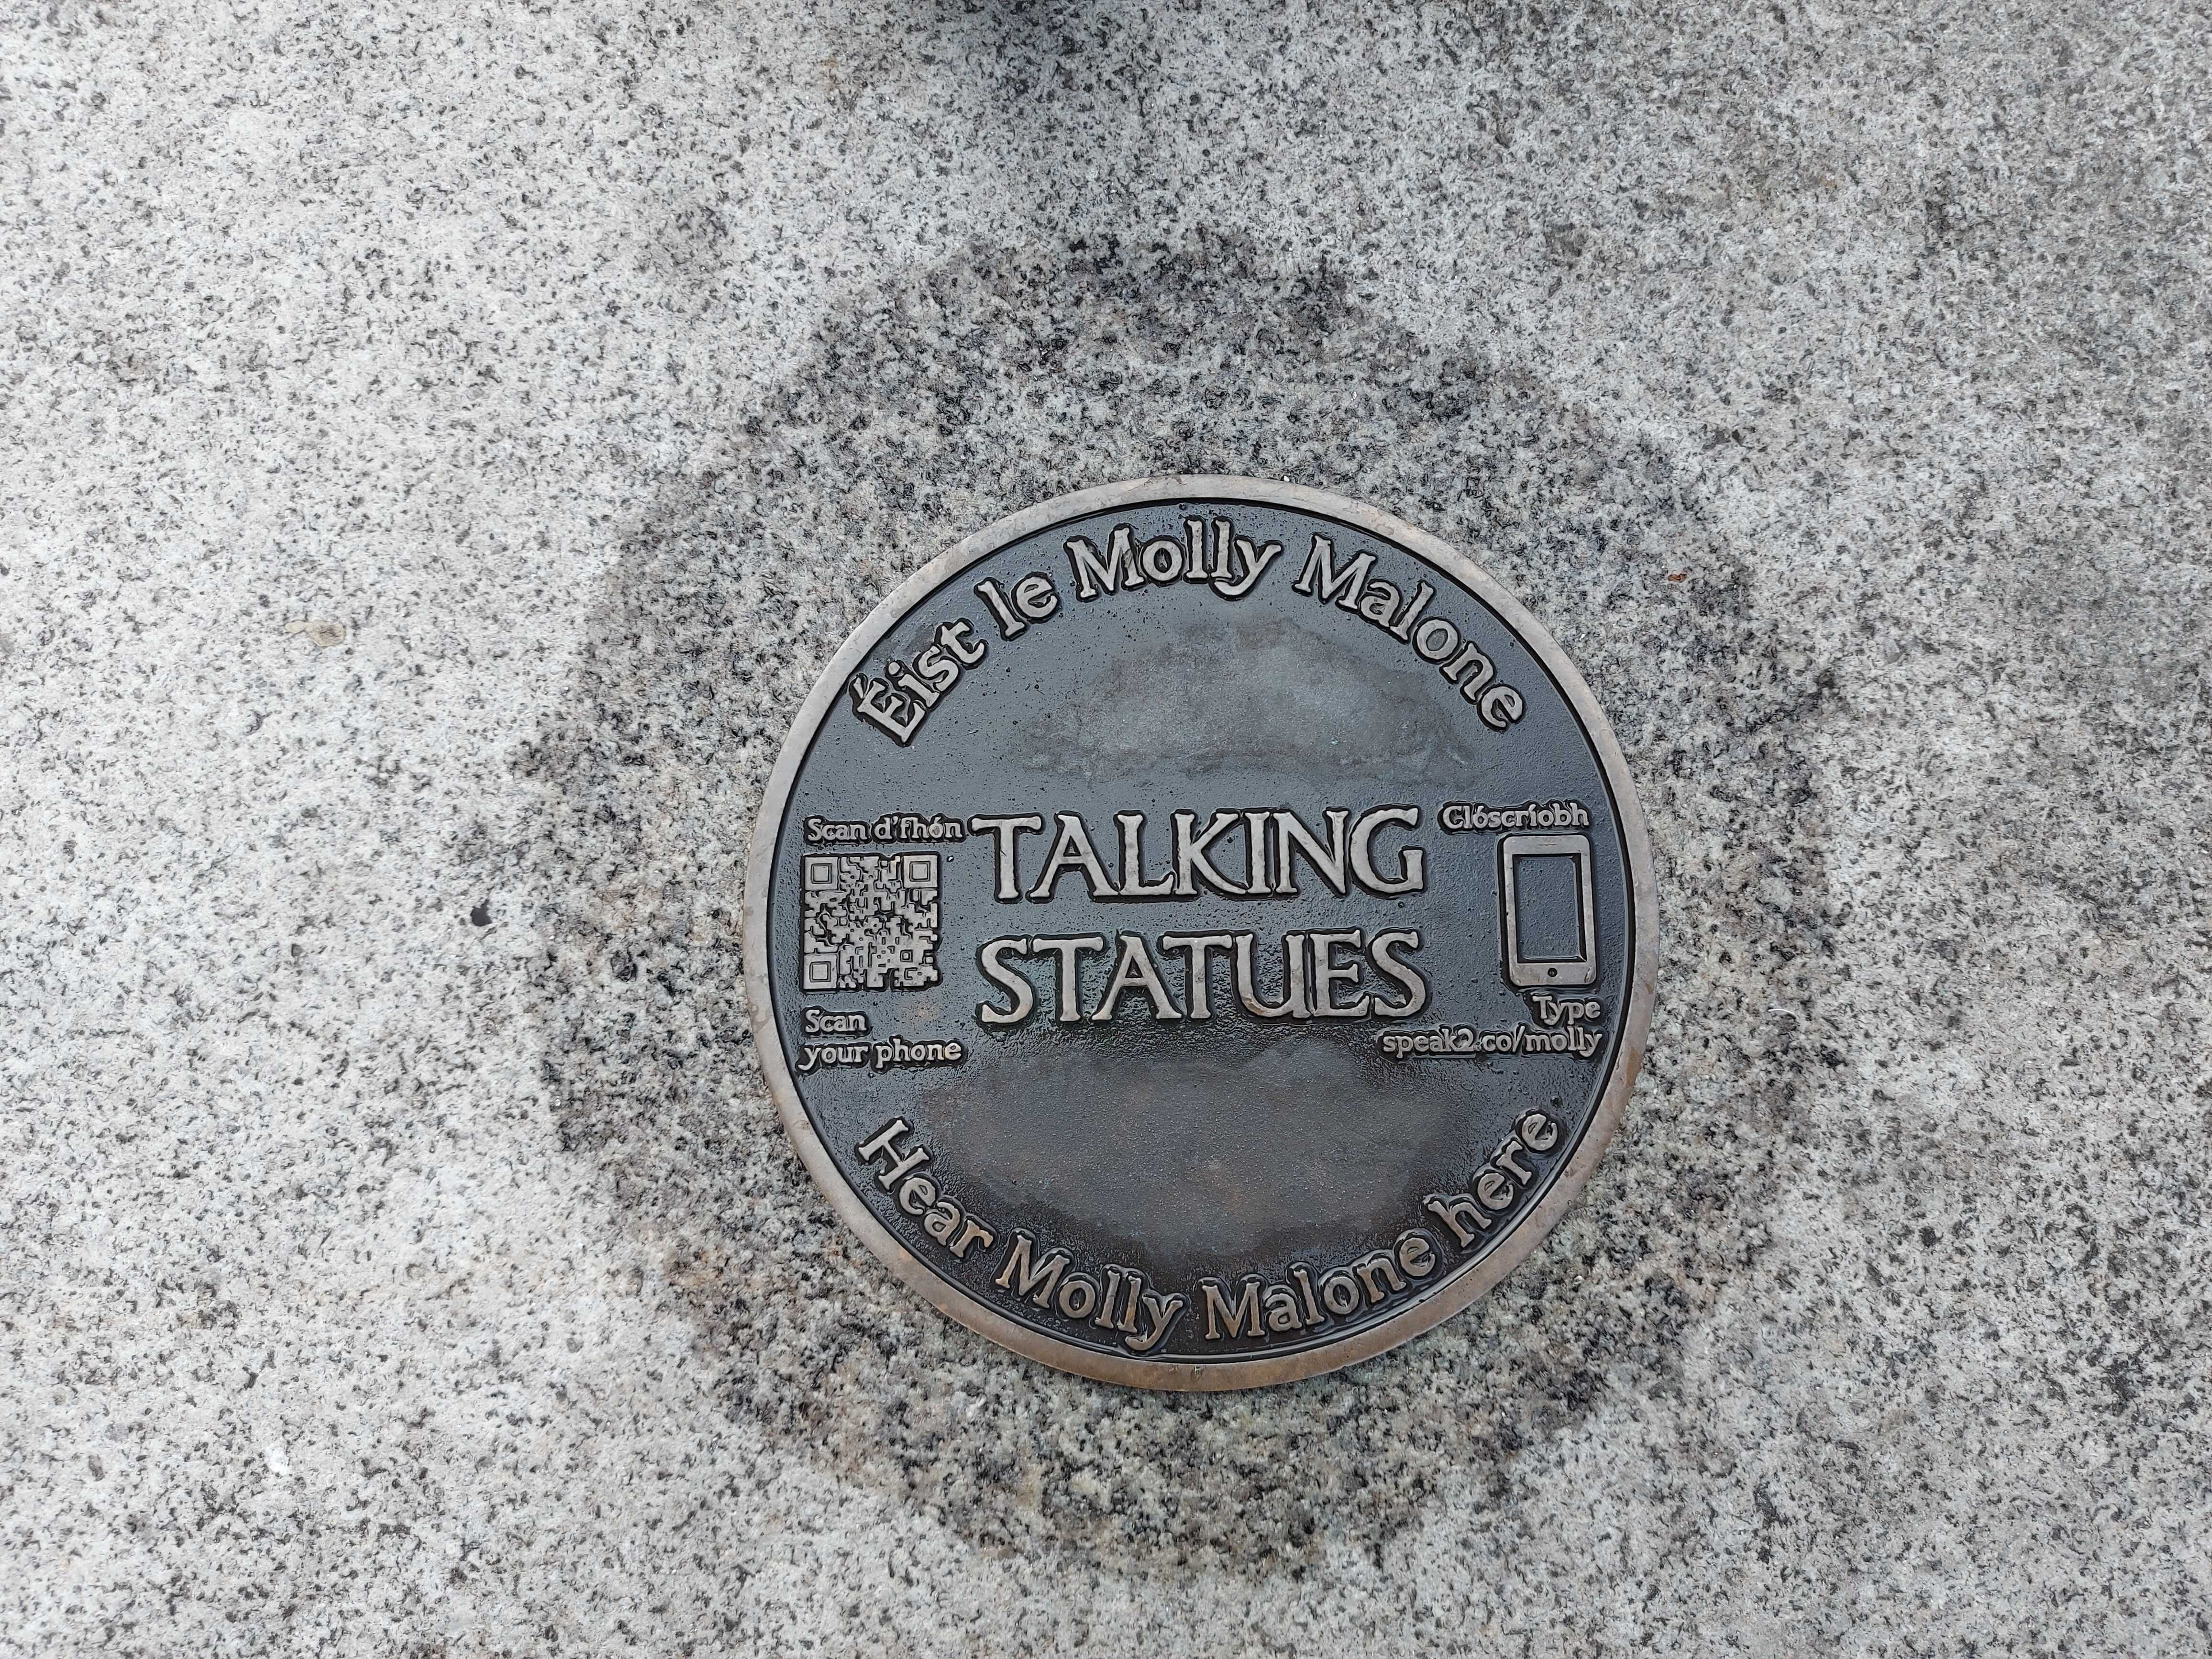 Éist le Molly Malone
Scan d'fhón
TALKING
STATUES
Clóscríobh
Scan
your phone
Type
speak2.co/molly
Hear Molly Malone here